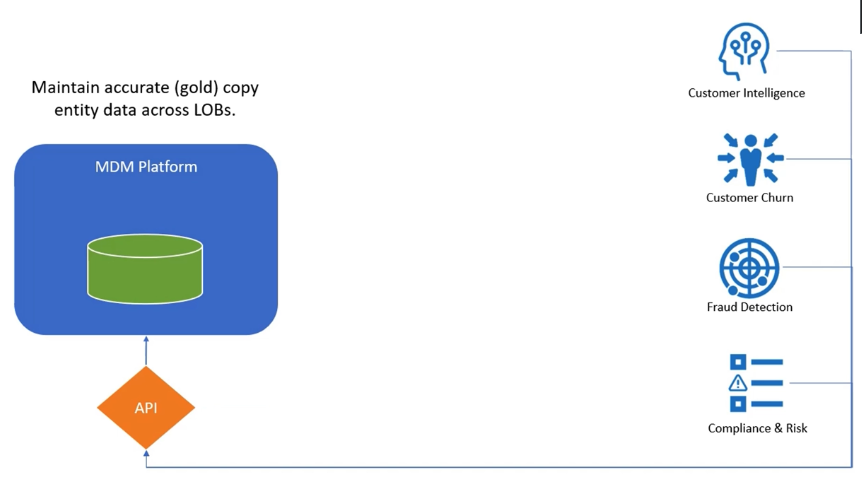 Maintain accurate (gold) copy
entity data across LOBs.
MDM Platform
API
Customer Intelligence
Customer Churn
Fraud Detection
Compliance & Risk